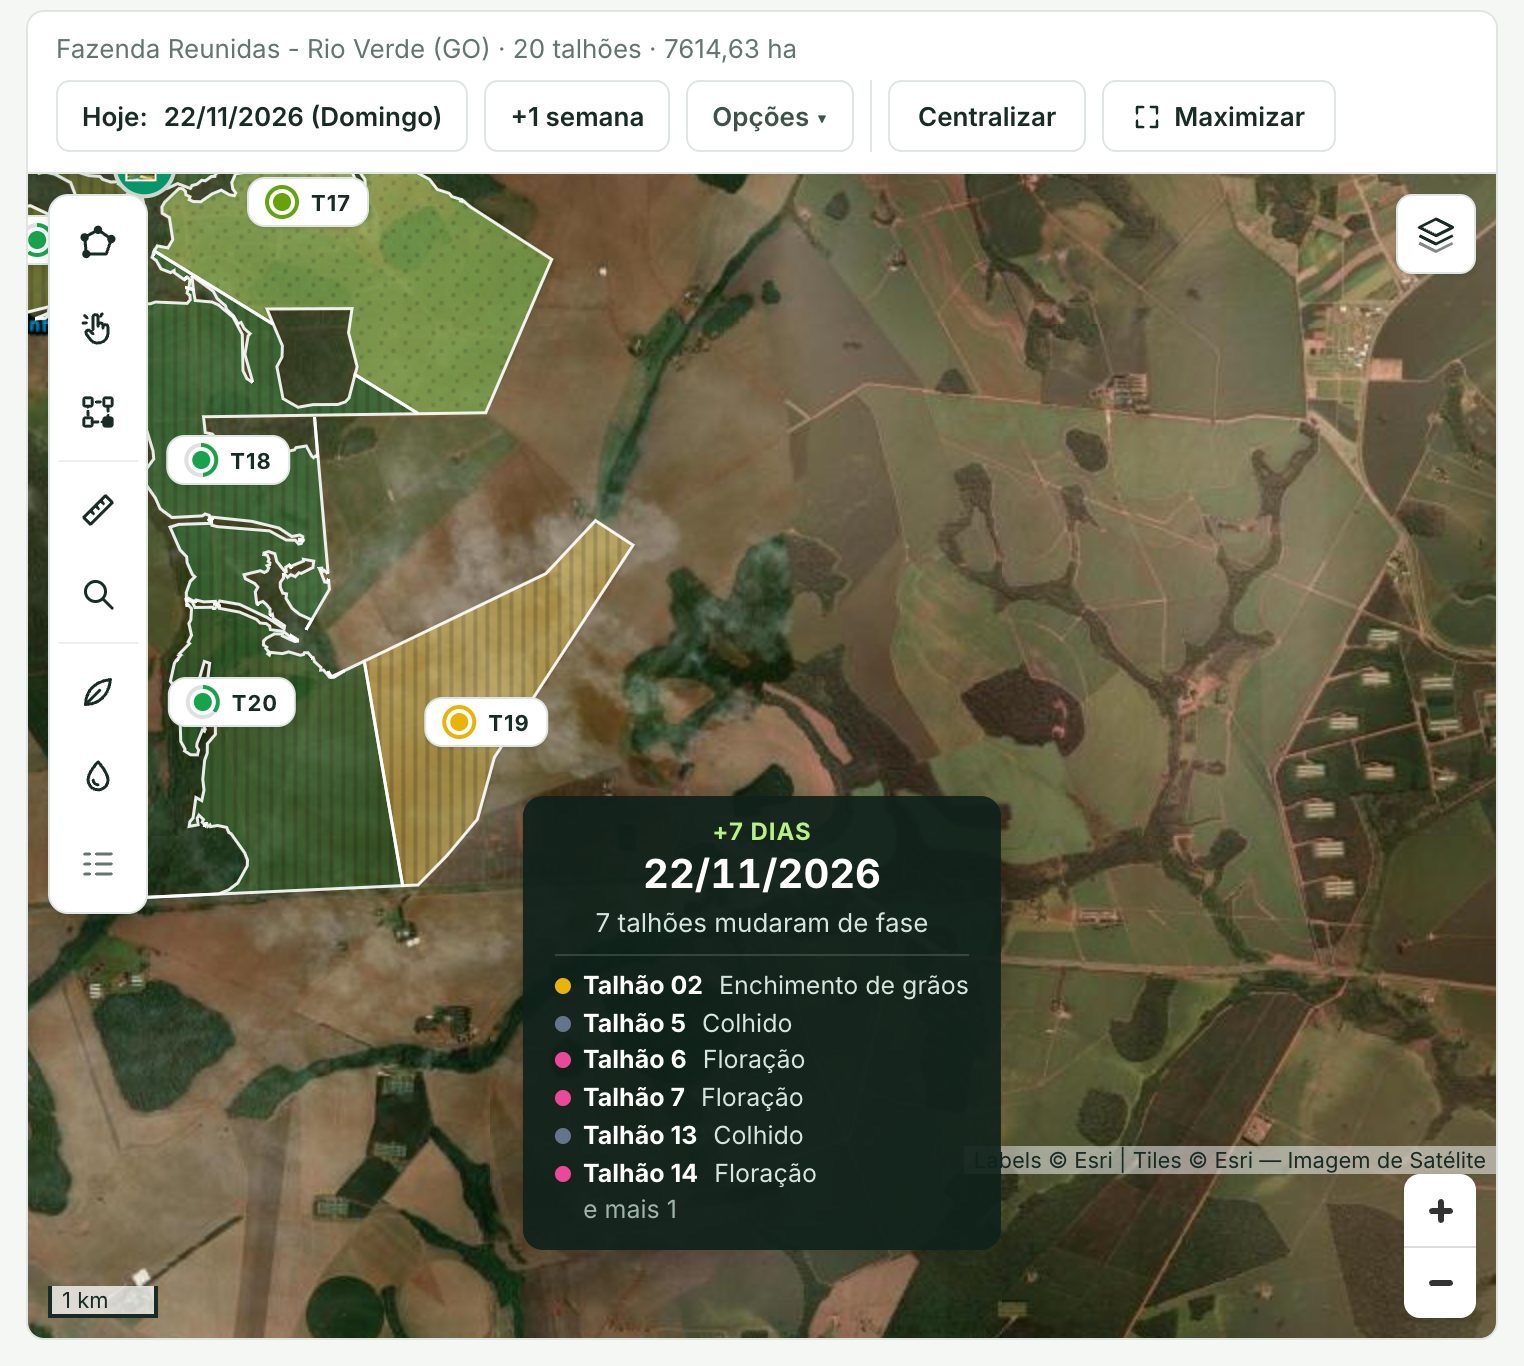 Fazenda Reunidas - Rio Verde (GO) · 20 talhões · 7614,63 ha
Hoje: 22/11/2026 (Domingo)
+1 semana
Opções ▾
Centralizar
Maximizar
T17
T18
T20
T19
+7 DIAS
22/11/2026
7 talhões mudaram de fase
Talhão 02 Enchimento de grãos
Talhão 5 Colhido
Talhão 6 Floração
Talhão 7 Floração
Talhão 13 Colhido
Talhão 14 Floração
e mais 1
Labels © Esri | Tiles © Esri — Imagem de Satélite
+
−
1 km